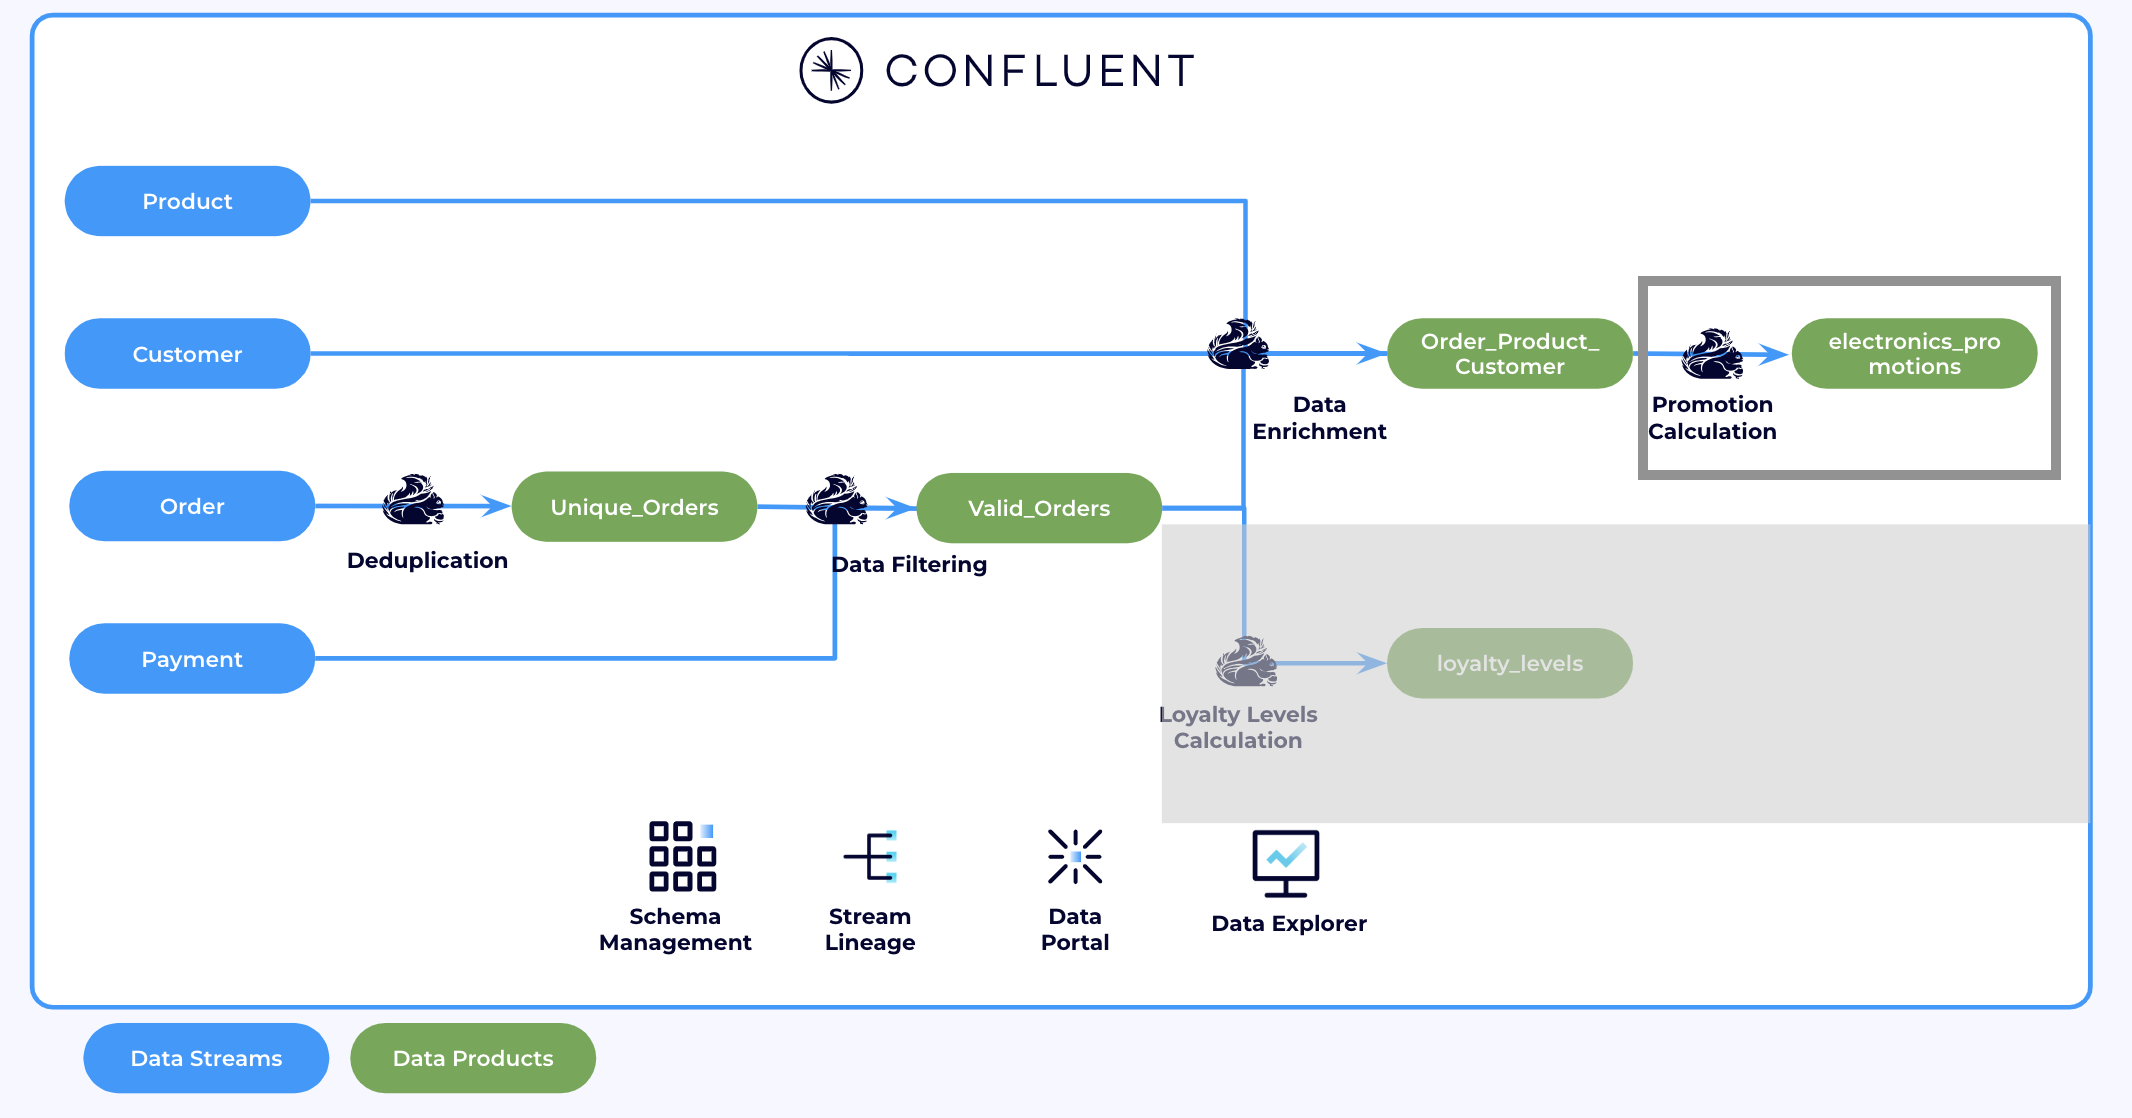 CONFLUENT
Product
Customer
Order_Product_
Customer
electronics_pro
motions
Data
Enrichment
Promotion
Calculation
Order
Unique_Orders
Valid_Orders
Deduplication
Data Filtering
Payment
loyalty_levels
Loyalty Levels
Calculation
Schema
Management
Stream
Lineage
Data
Portal
Data Explorer
Data Streams
Data Products